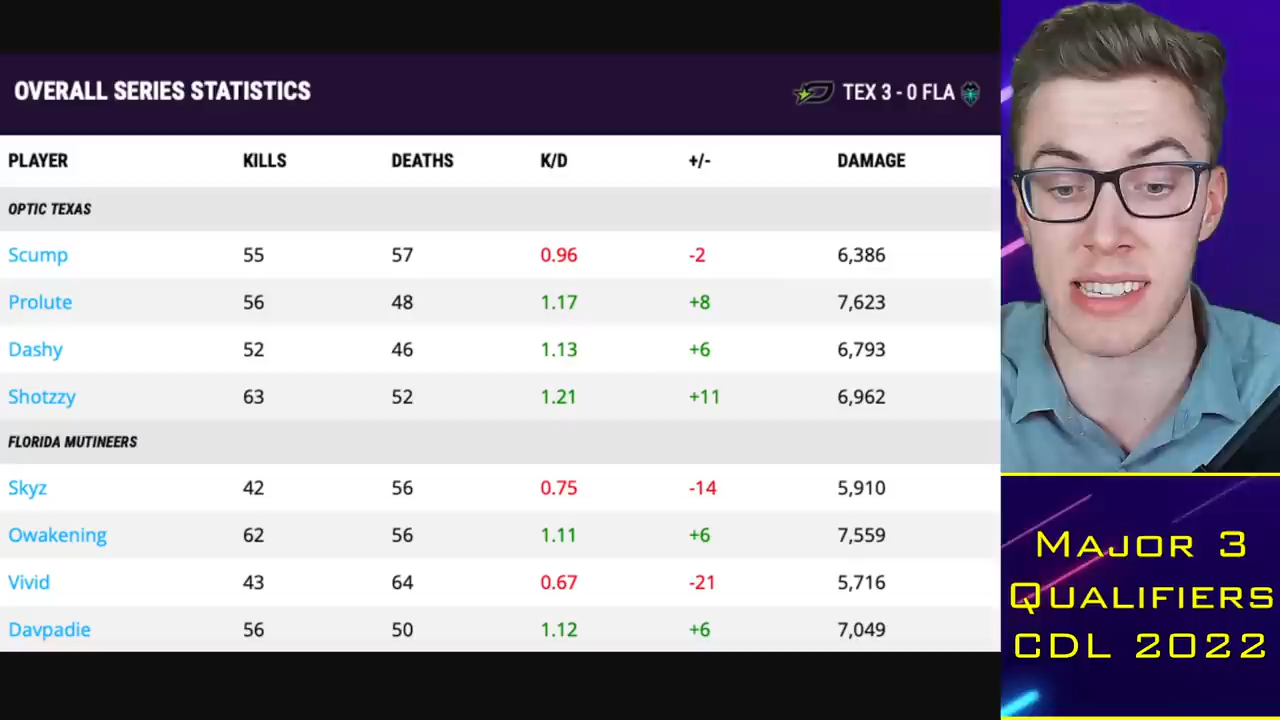 OVERALL SERIES STATISTICS TEX 3 - 0 FLA
PLAYER KILLS DEATHS K/D +/- DAMAGE
OPTIC TEXAS
Scump 55 57 0.96 -2 6,386
Prolute 56 48 1.17 +8 7,623
Dashy 52 46 1.13 +6 6,793
Shotzzy 63 52 1.21 +11 6,962
FLORIDA MUTINEERS
Skyz 42 56 0.75 -14 5,910
Owakening 62 56 1.11 +6 7,559
Vivid 43 64 0.67 -21 5,716
Davpadie 56 50 1.12 +6 7,049
Major 3
Qualifiers
CDL 2022